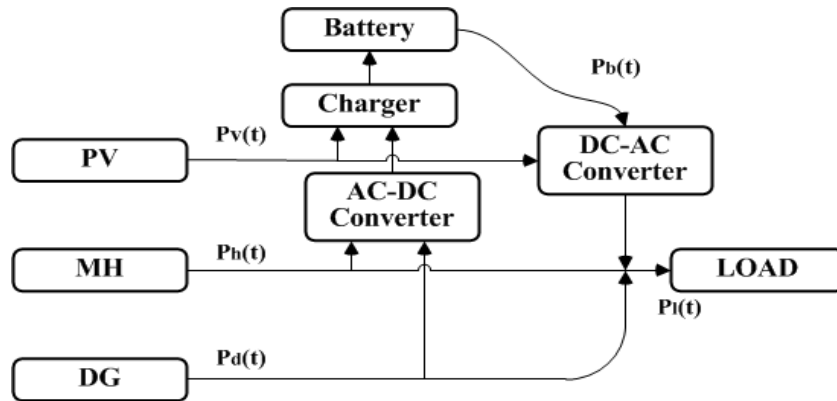 Battery
Pb(t)
Charger
Pv(t)
PV
DC-AC
Converter
AC-DC
Converter
Ph(t)
MH
LOAD
Pl(t)
Pd(t)
DG